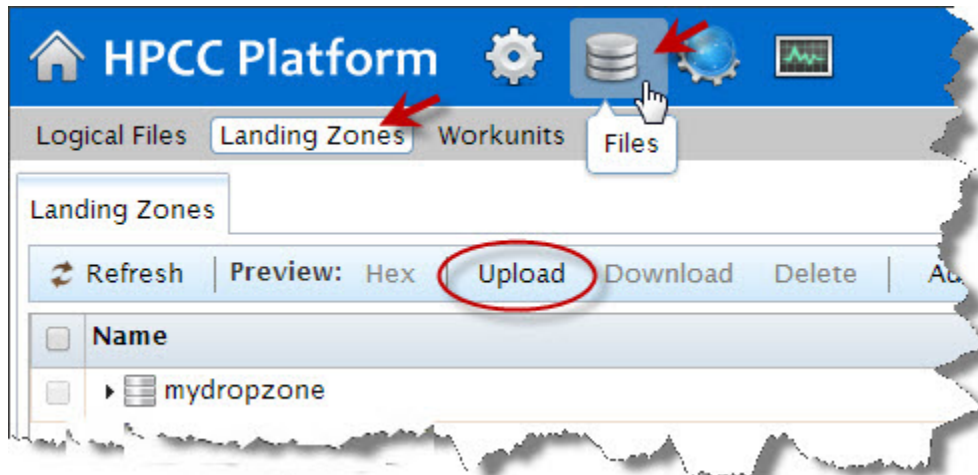 HPCC Platform
Logical Files Landing Zones Workunits
Files
Landing Zones
Refresh Preview: Hex Upload Download Delete
Name
mydropzone